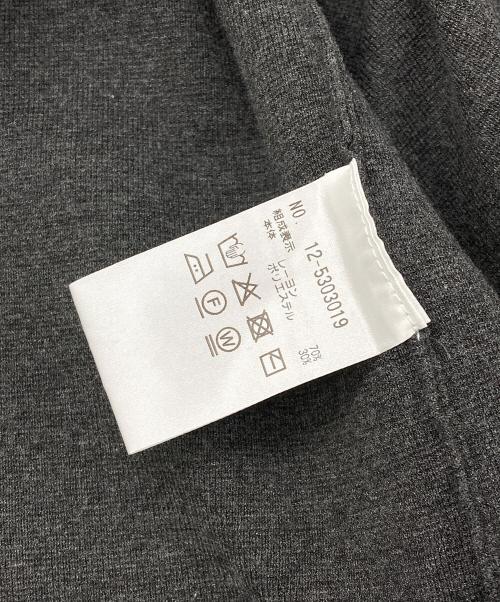 NO. 12-5303019
組成表示
本体 レーヨン 70%
ポリエステル 30%
F W